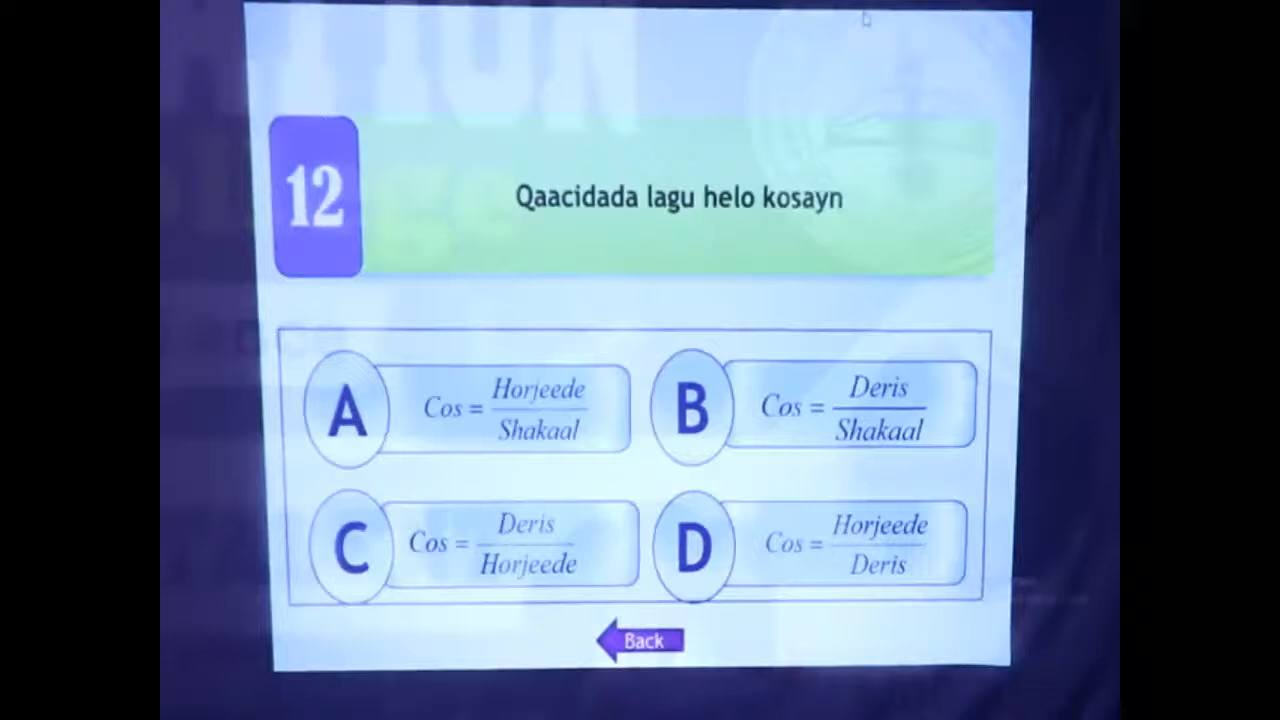 12
Qaacidada lagu helo kosayn
A
Cos = Horjeede / Shakaal
B
Cos = Deris / Shakaal
C
Cos = Deris / Horjeede
D
Cos = Horjeede / Deris
Back